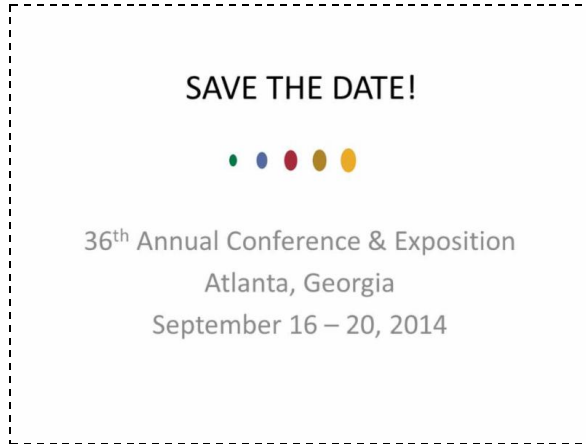 SAVE THE DATE!
36th Annual Conference & Exposition
Atlanta, Georgia
September 16 – 20, 2014